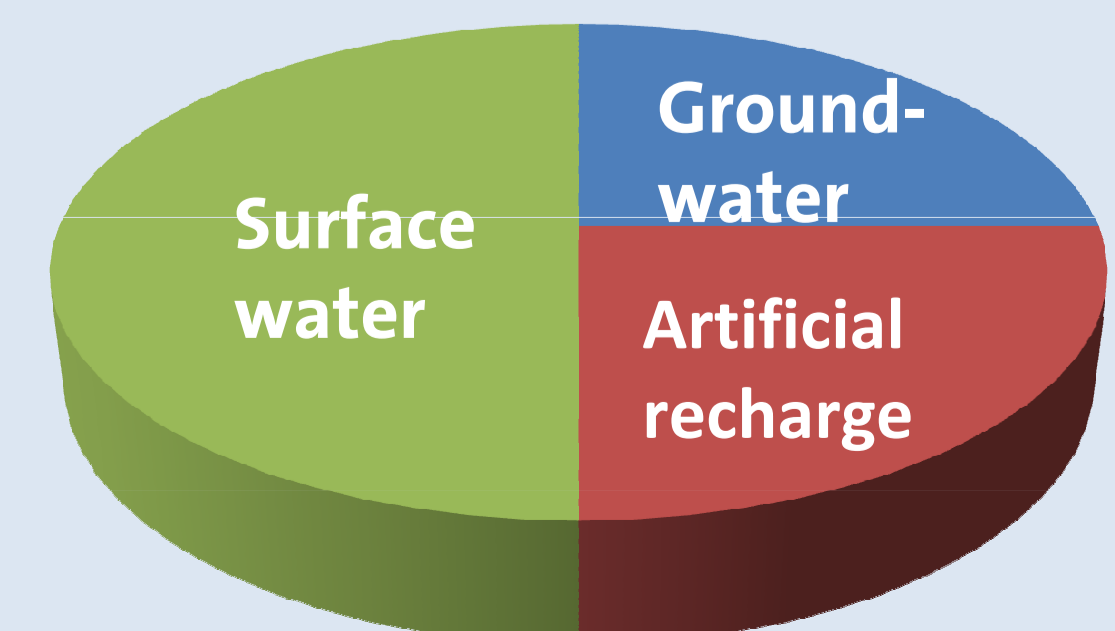 Surface
water
Ground-
water
Artificial
recharge